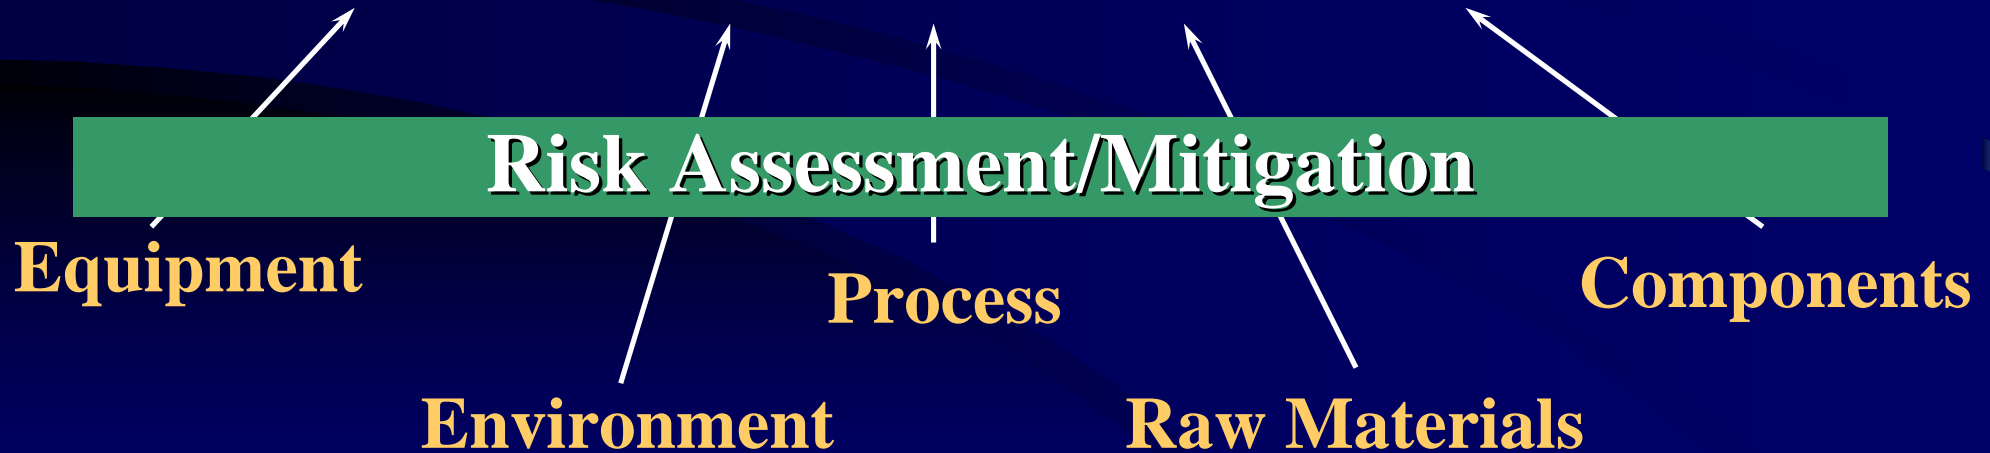 Risk Assessment/Mitigation
Equipment
Process
Components
Environment
Raw Materials